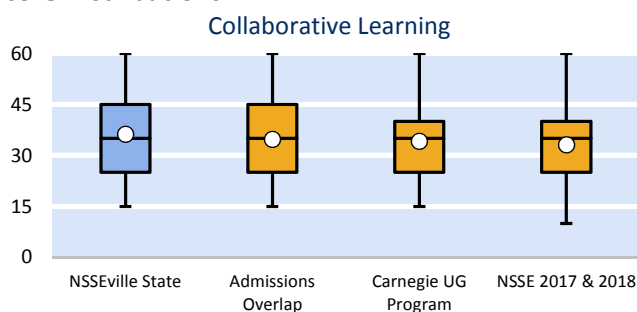 Collaborative Learning
60
45
30
15
0
NSSEville State
Admissions
Overlap
Carnegie UG
Program
NSSE 2017 & 2018